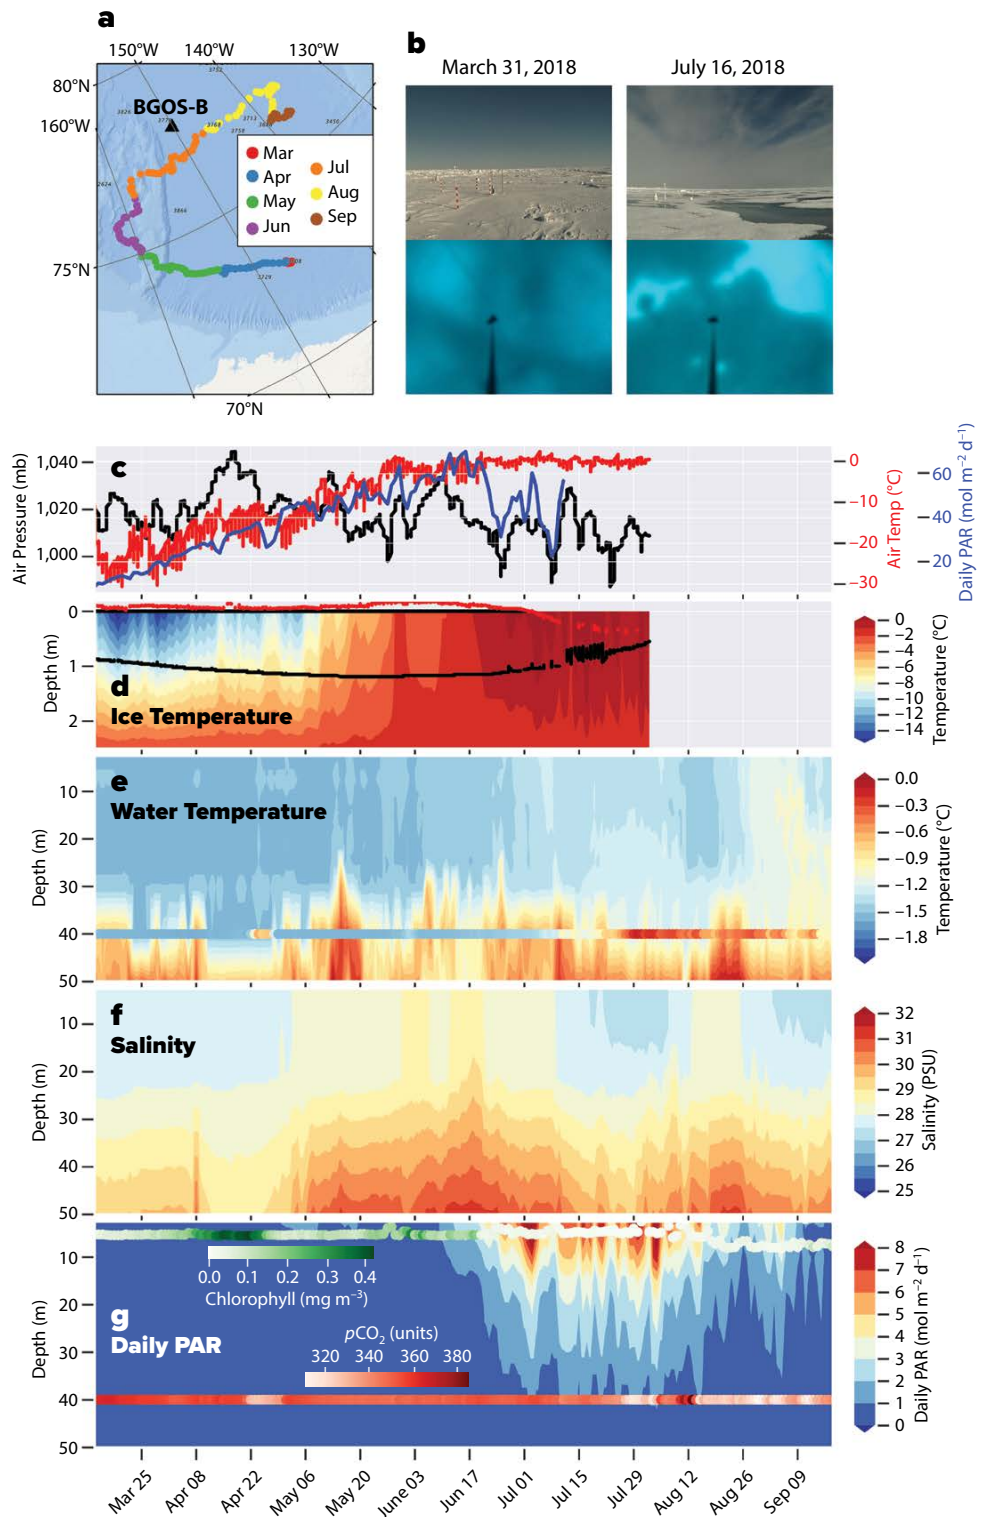 a
150°W 140°W 130°W
80°N
160°W
75°N
70°N
BGOS-B
3752
3768
3758
3713
3456
2624
3866
3729
Mar
Apr
May
Jun
Jul
Aug
Sep
b
March 31, 2018 July 16, 2018
c
Air Pressure (mb)
1,040
1,020
1,000
0
−10
−20
−30
Air Temp (°C)
60
40
20
Daily PAR (mol m−2 d−1)
d
Ice Temperature
Depth (m)
0
1
2
0
−2
−4
−6
−8
−10
−12
−14
Temperature (°C)
e
Water Temperature
Depth (m)
10
20
30
40
50
0.0
−0.3
−0.6
−0.9
−1.2
−1.5
−1.8
Temperature (°C)
f
Salinity
Depth (m)
10
20
30
40
50
32
31
30
29
28
27
26
25
Salinity (PSU)
g
Daily PAR
Depth (m)
10
20
30
40
50
0.0 0.1 0.2 0.3 0.4
Chlorophyll (mg m−3)
pCO2 (units)
320 340 360 380
8
7
6
5
4
3
2
1
0
Daily PAR (mol m−2 d−1)
Mar 25 Apr 08 Apr 22 May 06 May 20 June 03 Jun 17 Jul 01 Jul 15 Jul 29 Aug 12 Aug 26 Sep 09